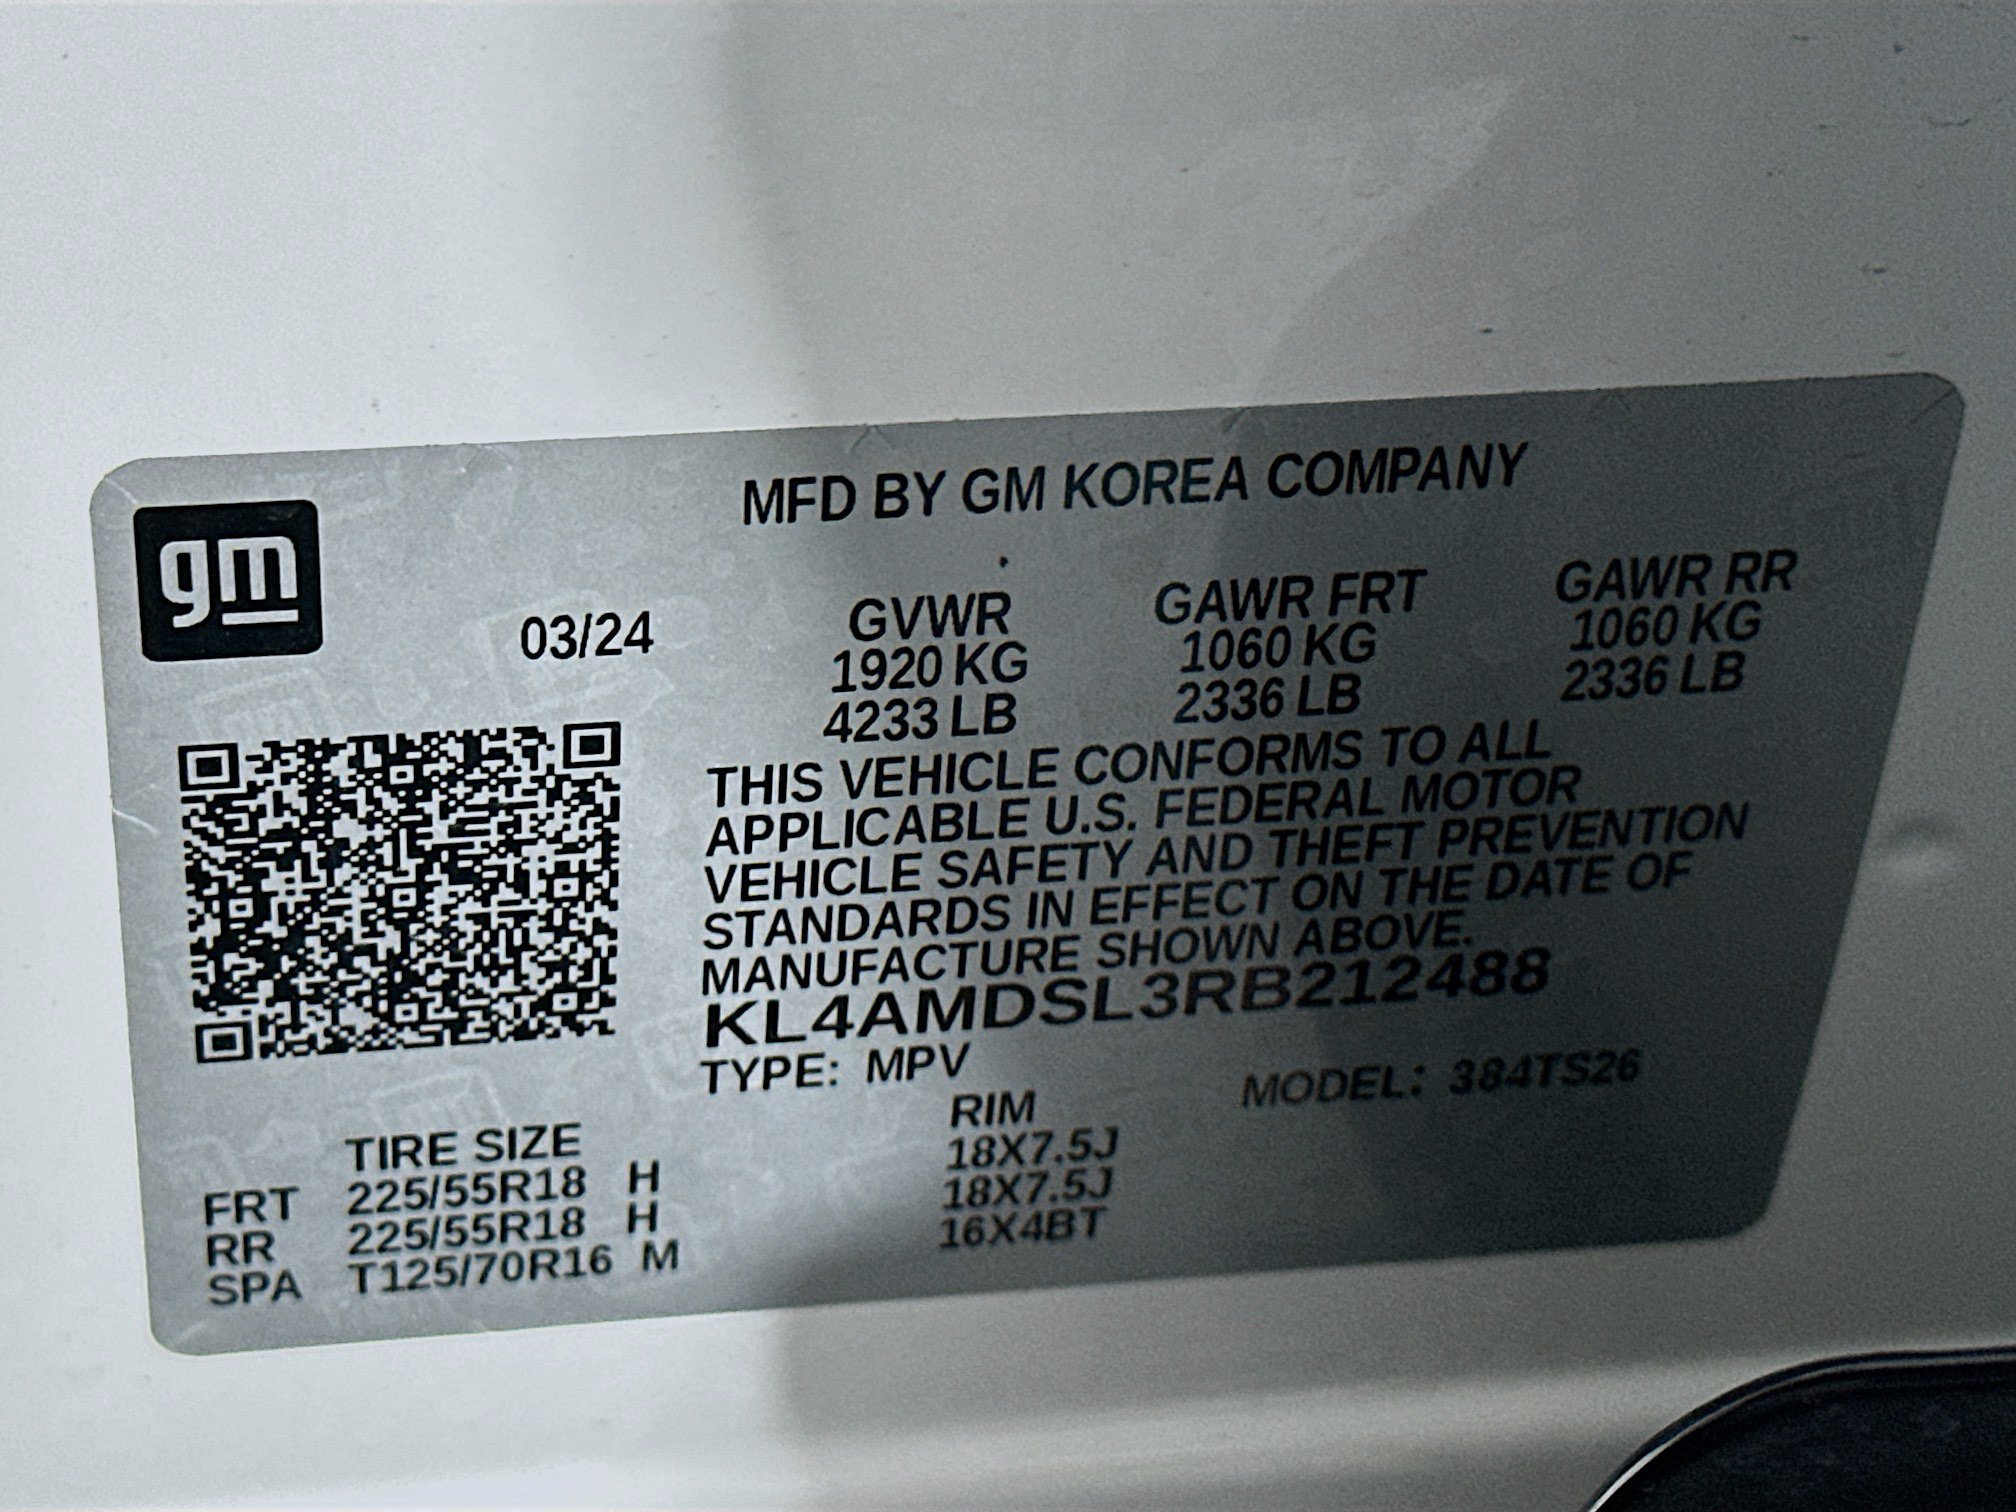 gm
MFD BY GM KOREA COMPANY
03/24
GVWR GAWR FRT GAWR RR
1920 KG 1060 KG 1060 KG
4233 LB 2336 LB 2336 LB
THIS VEHICLE CONFORMS TO ALL
APPLICABLE U.S. FEDERAL MOTOR
VEHICLE SAFETY AND THEFT PREVENTION
STANDARDS IN EFFECT ON THE DATE OF
MANUFACTURE SHOWN ABOVE.
KL4AMDSL3RB212488
TYPE: MPV MODEL: 384TS26
TIRE SIZE RIM
FRT 225/55R18 H 18X7.5J
RR 225/55R18 H 18X7.5J
SPA T125/70R16 M 16X4BT